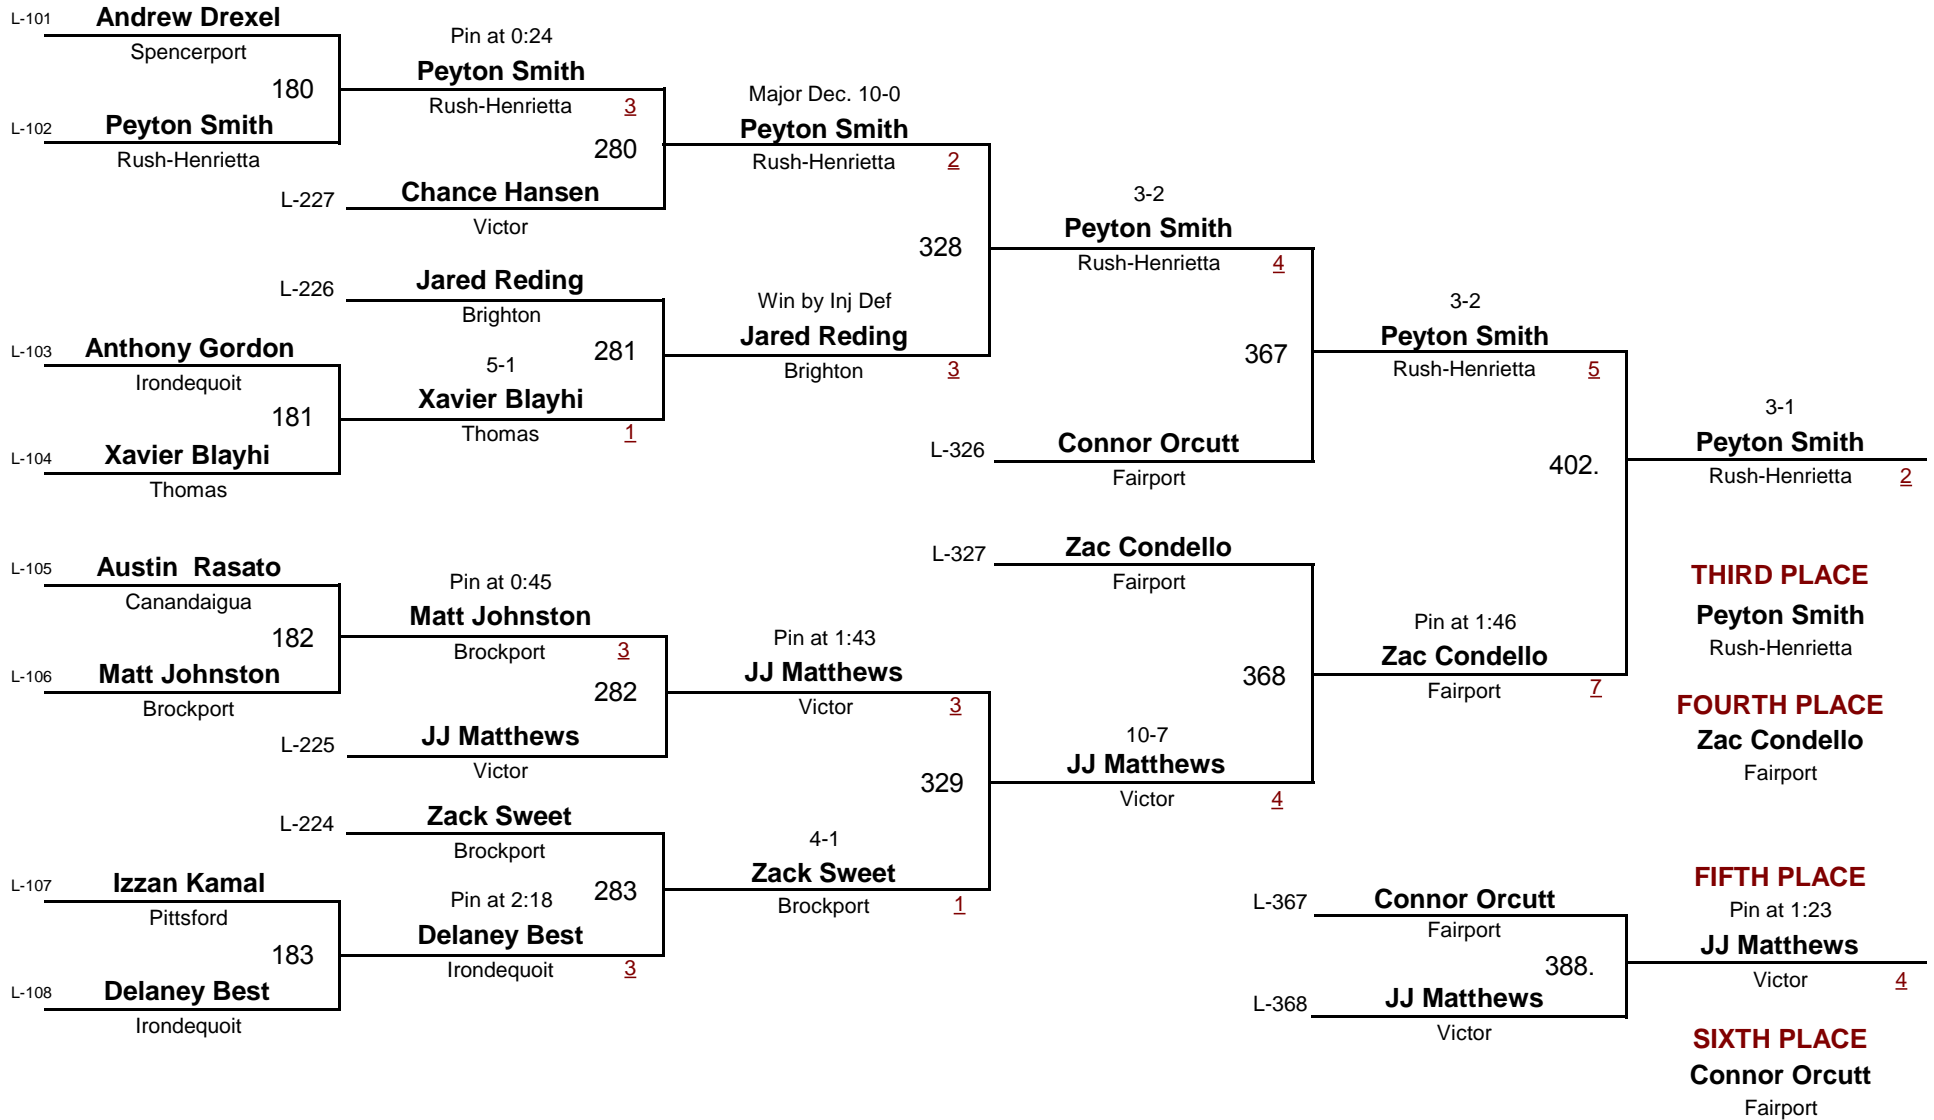 L-101 Andrew Drexel
Spencerport
180
L-102 Peyton Smith
Rush-Henrietta
Pin at 0:24
Peyton Smith
Rush-Henrietta 3
280
L-227 Chance Hansen
Victor
Major Dec. 10-0
Peyton Smith
Rush-Henrietta 2
328
L-226 Jared Reding
Brighton
281
L-103 Anthony Gordon
Irondequoit
181
L-104 Xavier Blayhi
Thomas
5-1
Xavier Blayhi
Thomas 1
Win by Inj Def
Jared Reding
Brighton 3
3-2
Peyton Smith
Rush-Henrietta 4
367
L-326 Connor Orcutt
Fairport
3-2
Peyton Smith
Rush-Henrietta 5
402.
3-1
Peyton Smith
Rush-Henrietta 2
L-105 Austin  Rasato
Canandaigua
182
L-106 Matt Johnston
Brockport
Pin at 0:45
Matt Johnston
Brockport 3
282
L-225 JJ Matthews
Victor
Pin at 1:43
JJ Matthews
Victor 3
329
L-224 Zack Sweet
Brockport
283
L-107 Izzan Kamal
Pittsford
183
L-108 Delaney Best
Irondequoit
Pin at 2:18
Delaney Best
Irondequoit 3
4-1
Zack Sweet
Brockport 1
L-327 Zac Condello
Fairport
368
10-7
JJ Matthews
Victor 4
Pin at 1:46
Zac Condello
Fairport 7
THIRD PLACE
Peyton Smith
Rush-Henrietta
FOURTH PLACE
Zac Condello
Fairport
L-367 Connor Orcutt
Fairport
388.
L-368 JJ Matthews
Victor
FIFTH PLACE
Pin at 1:23
JJ Matthews
Victor 4
SIXTH PLACE
Connor Orcutt
Fairport